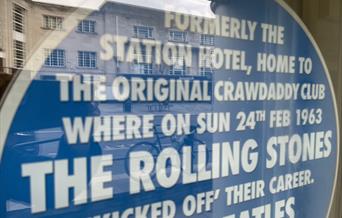 FORMERLY THE
STATION HOTEL, HOME TO
THE ORIGINAL CRAWDADDY CLUB
WHERE ON SUN 24TH FEB 1963
THE ROLLING STONES
'KICKED OFF' THEIR CAREER.
BEATLES